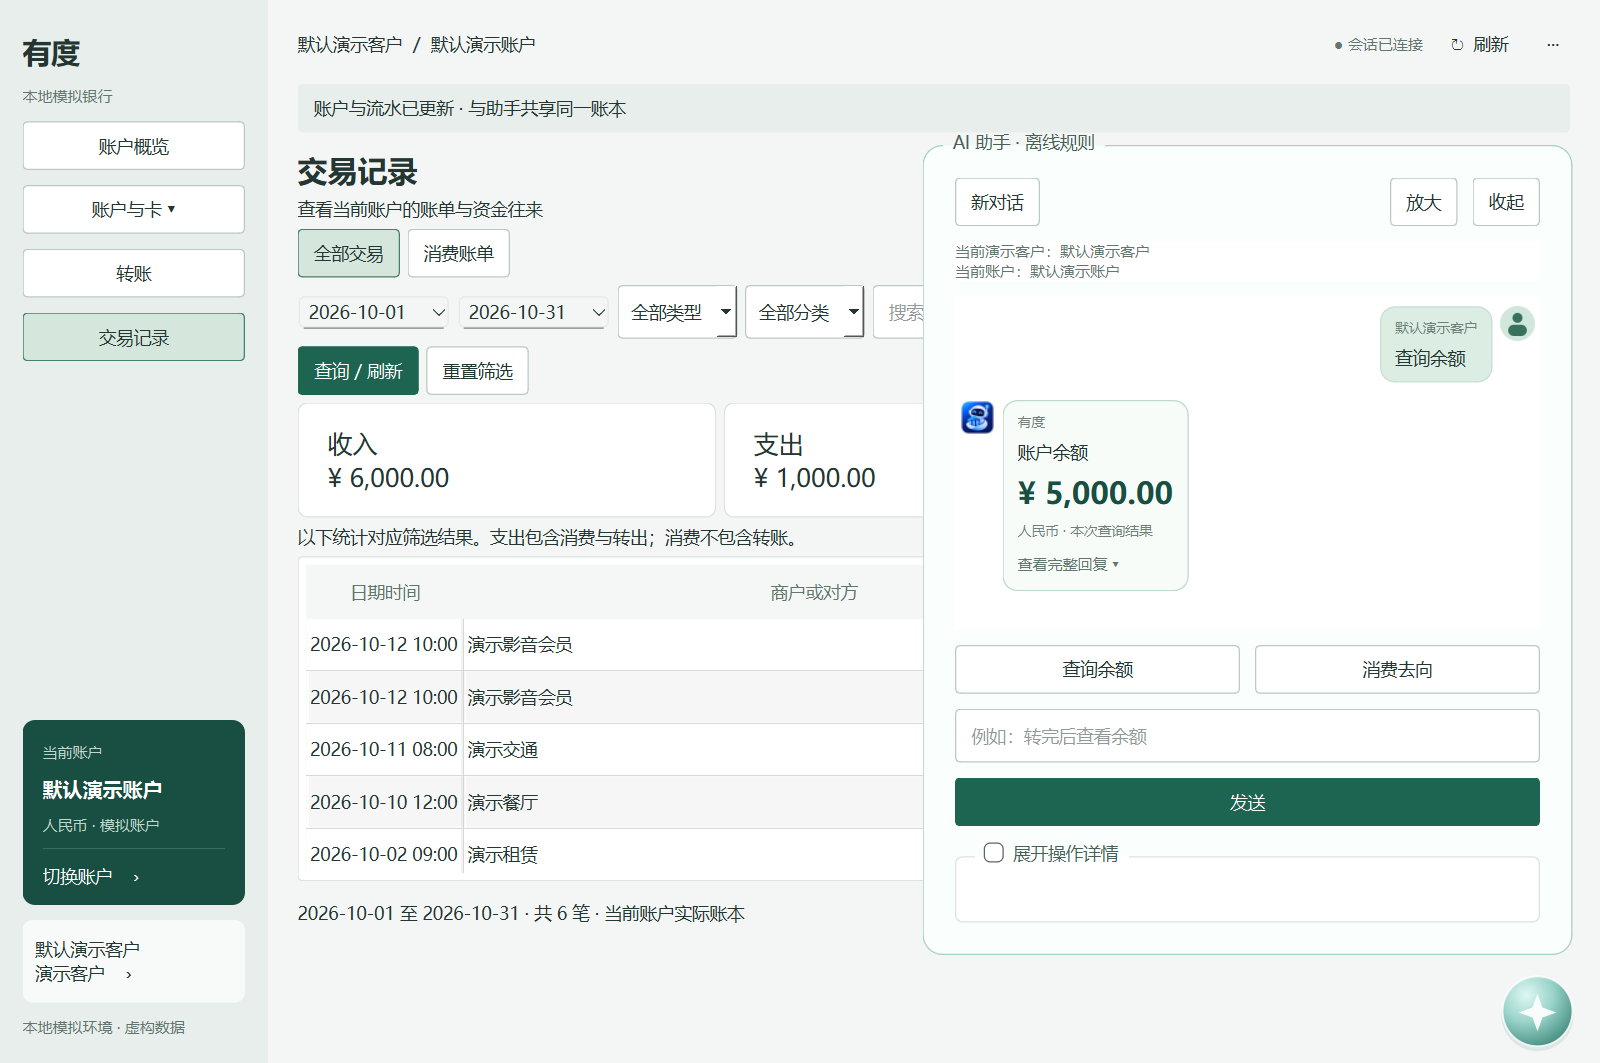 有度
本地模拟银行
账户概览
账户与卡 ▾
转账
交易记录
当前账户
默认演示账户
人民币 · 模拟账户
切换账户 ›
默认演示客户
演示客户 ›
本地模拟环境 · 虚构数据
默认演示客户 / 默认演示账户
● 会话已连接
↻ 刷新
...
账户与流水已更新 · 与助手共享同一账本
交易记录
查看当前账户的账单与资金往来
全部交易
消费账单
2026-10-01
2026-10-31
全部类型
全部分类
搜索
查询 / 刷新
重置筛选
收入
¥ 6,000.00
支出
¥ 1,000.00
以下统计对应筛选结果。支出包含消费与转出；消费不包含转账。
日期时间 商户或对方
2026-10-12 10:00 演示影音会员
2026-10-12 10:00 演示影音会员
2026-10-11 08:00 演示交通
2026-10-10 12:00 演示餐厅
2026-10-02 09:00 演示租赁
2026-10-01 至 2026-10-31 · 共 6 笔 · 当前账户实际账本
AI 助手 · 离线规则
新对话
放大
收起
当前演示客户：默认演示客户
当前账户：默认演示账户
默认演示客户
查询余额
有度
账户余额
¥ 5,000.00
人民币 · 本次查询结果
查看完整回复 ▾
查询余额
消费去向
例如：转完后查看余额
发送
展开操作详情